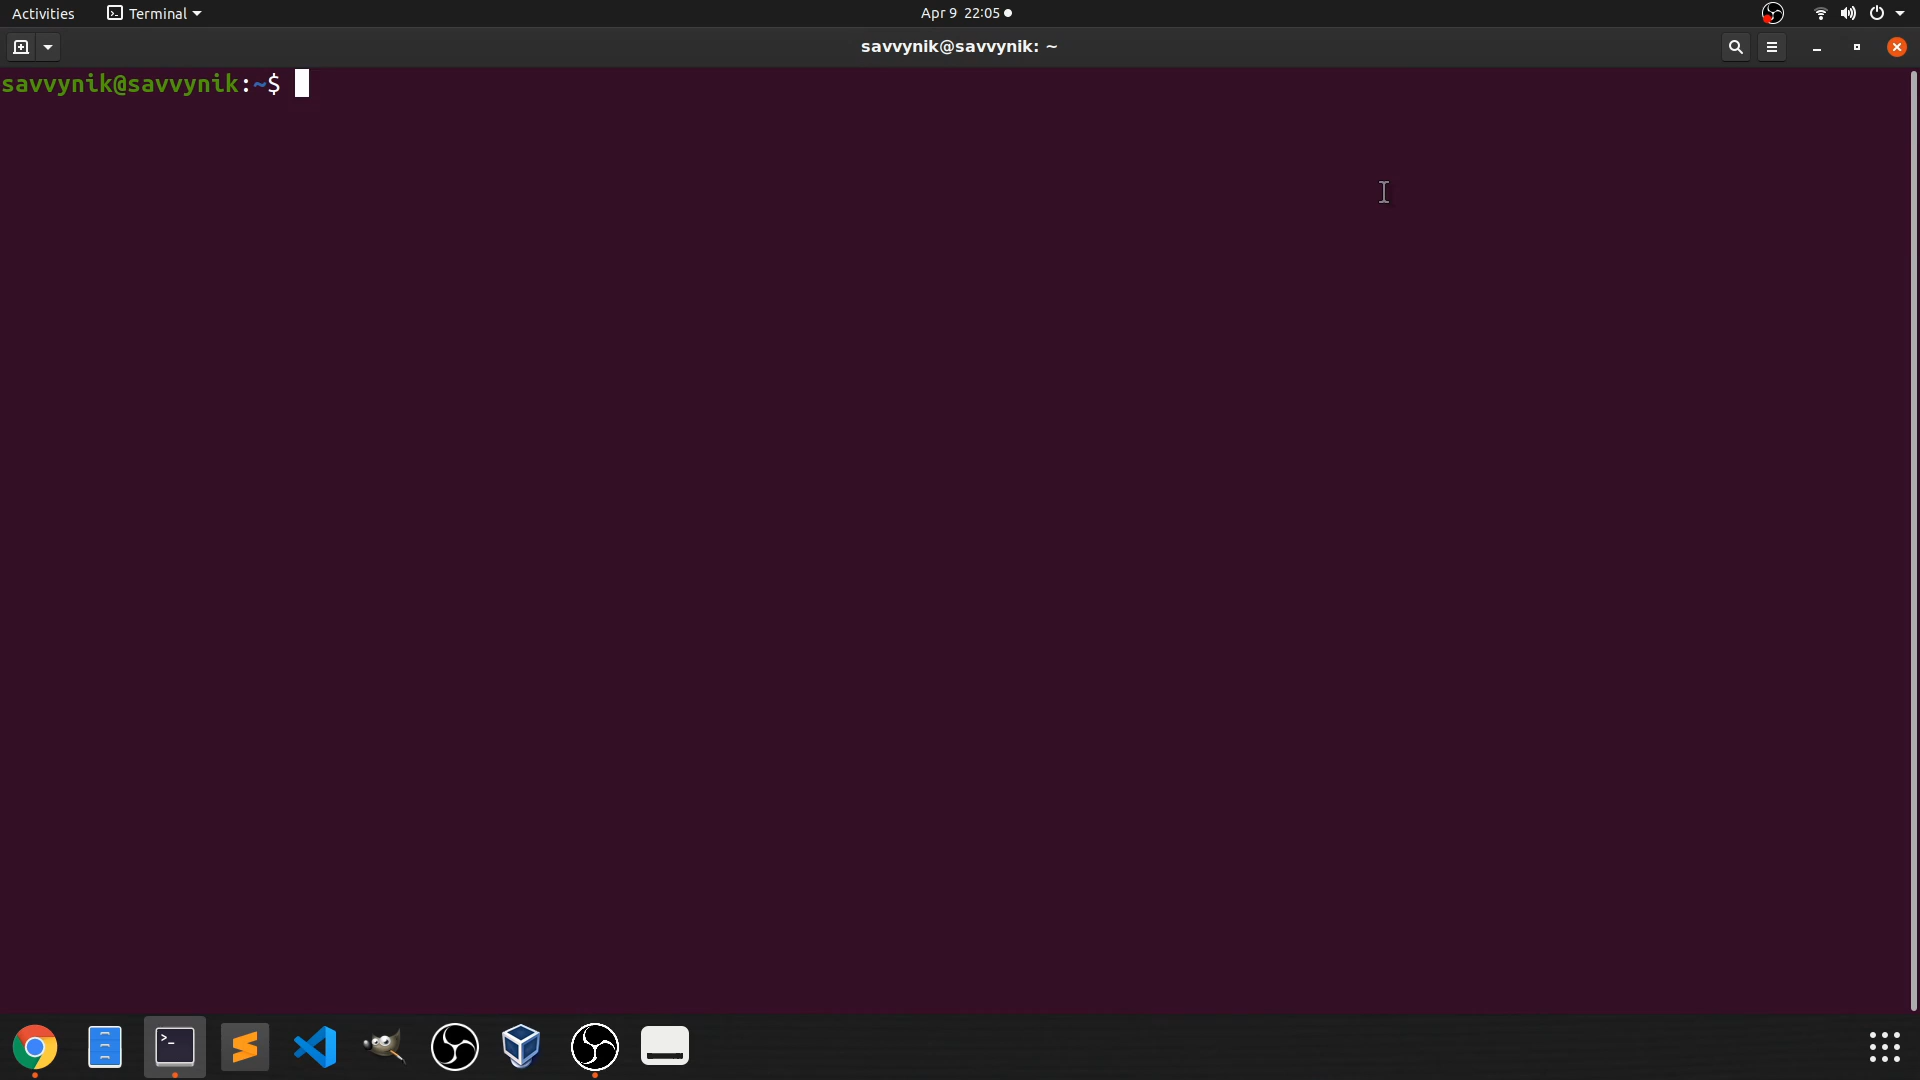 Activities
Terminal
Apr 9 22:05
savvynik@savvynik: ~
savvynik@savvynik:~$
>_